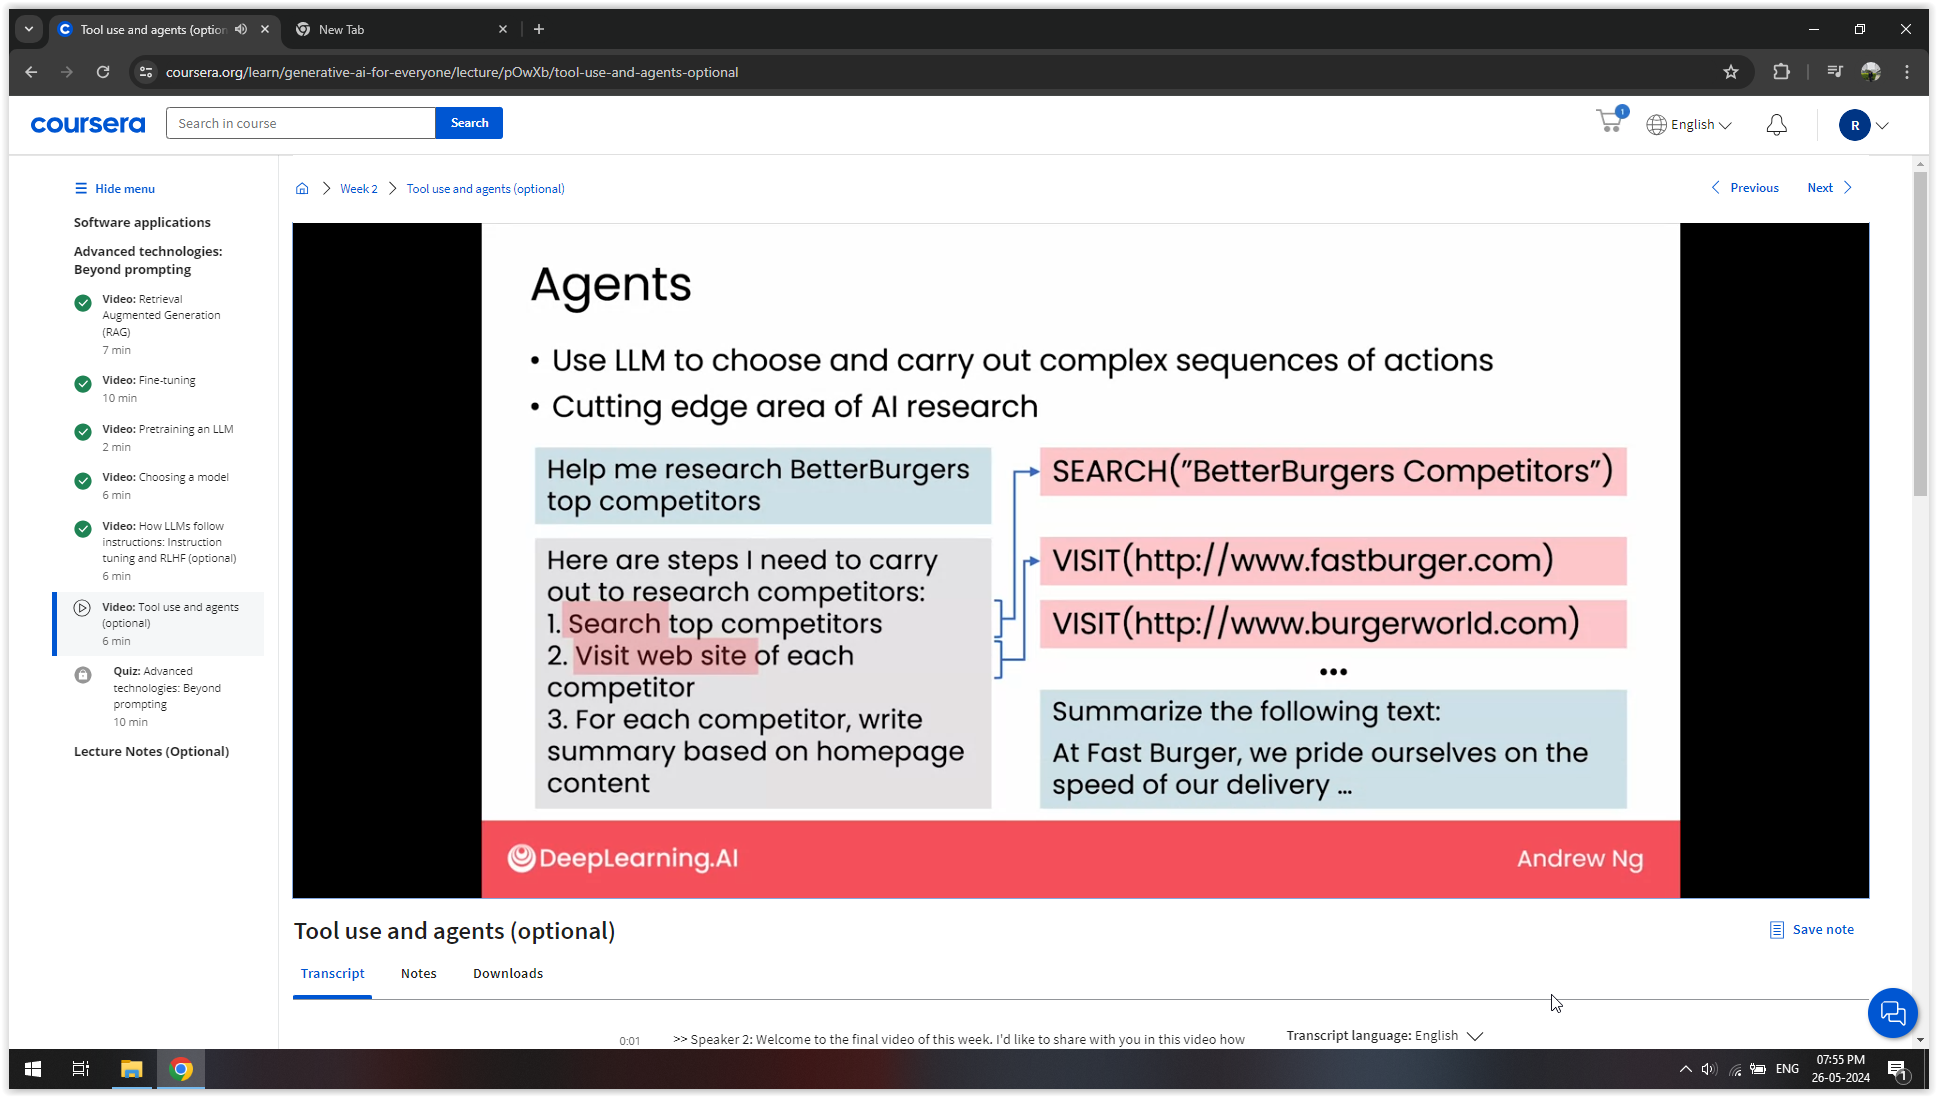 Tool use and agents (option
New Tab
coursera.org/learn/generative-ai-for-everyone/lecture/pOwXb/tool-use-and-agents-optional
coursera
Search in course
Search
1
English
R
Hide menu
Software applications
Advanced technologies:
Beyond prompting
Video: Retrieval
Augmented Generation
(RAG)
7 min
Video: Fine-tuning
10 min
Video: Pretraining an LLM
2 min
Video: Choosing a model
6 min
Video: How LLMs follow
instructions: Instruction
tuning and RLHF (optional)
6 min
Video: Tool use and agents
(optional)
6 min
Quiz: Advanced
technologies: Beyond
prompting
10 min
Lecture Notes (Optional)
Week 2
Tool use and agents (optional)
Previous
Next
Agents
• Use LLM to choose and carry out complex sequences of actions
• Cutting edge area of AI research
Help me research BetterBurgers
top competitors
Here are steps I need to carry
out to research competitors:
1. Search top competitors
2. Visit web site of each
competitor
3. For each competitor, write
summary based on homepage
content
SEARCH(”BetterBurgers Competitors”)
VISIT(http://www.fastburger.com)
VISIT(http://www.burgerworld.com)
...
Summarize the following text:
At Fast Burger, we pride ourselves on the
speed of our delivery ...
DeepLearning.AI
Andrew Ng
Tool use and agents (optional)
Save note
Transcript
Notes
Downloads
0:01
>> Speaker 2: Welcome to the final video of this week. I'd like to share with you in this video how
Transcript language: English
ENG
07:55 PM
26-05-2024
1